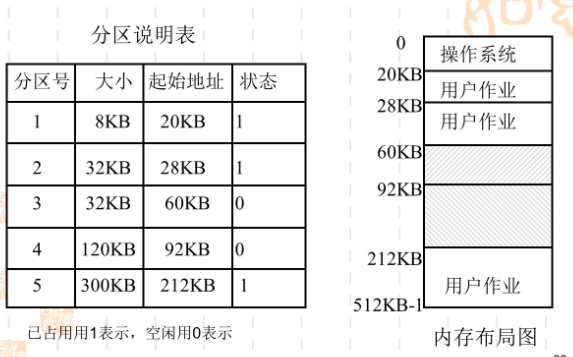 分区说明表
分区号 大小 起始地址 状态
1 8KB 20KB 1
2 32KB 28KB 1
3 32KB 60KB 0
4 120KB 92KB 0
5 300KB 212KB 1
已占用用1表示，空闲用0表示
0
操作系统
20KB
用户作业
28KB
用户作业
60KB
92KB
212KB
用户作业
512KB-1
内存布局图